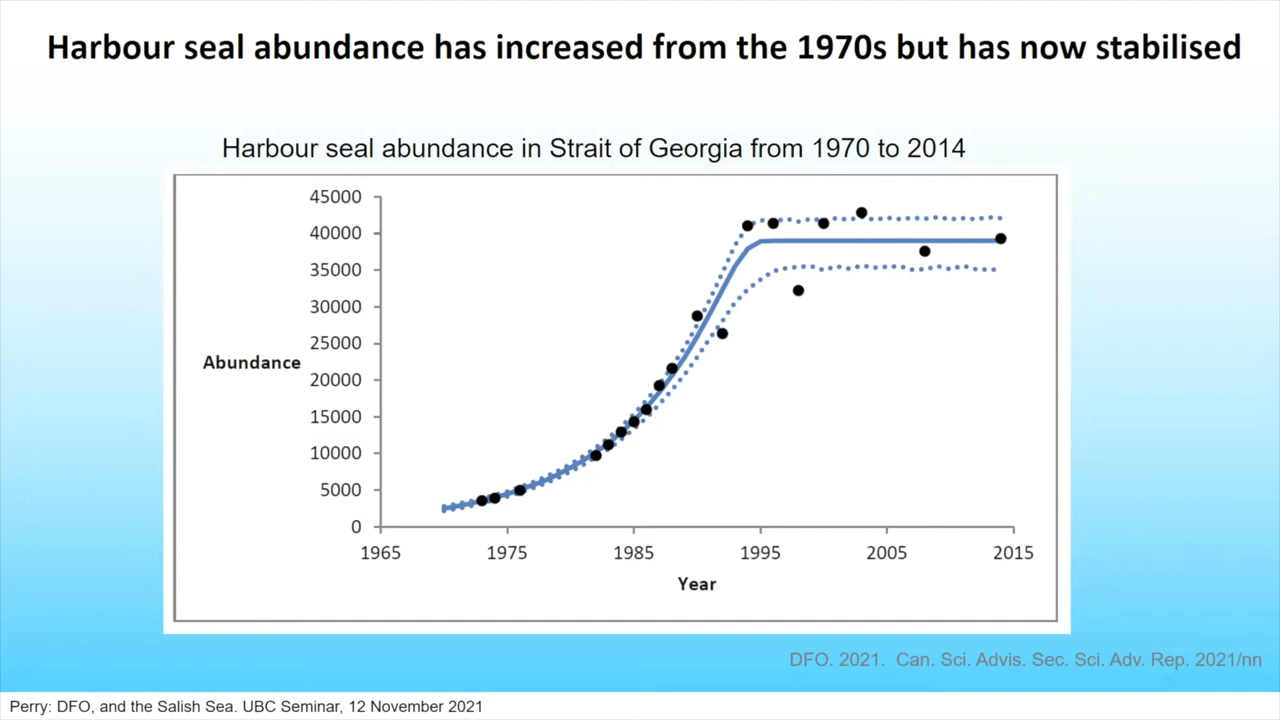 Harbour seal abundance has increased from the 1970s but has now stabilised
Harbour seal abundance in Strait of Georgia from 1970 to 2014
45000
40000
35000
30000
25000
Abundance
20000
15000
10000
5000
0
1965 1975 1985 1995 2005 2015
Year
DFO. 2021. Can. Sci. Advis. Sec. Sci. Adv. Rep. 2021/nn
Perry: DFO, and the Salish Sea. UBC Seminar, 12 November 2021